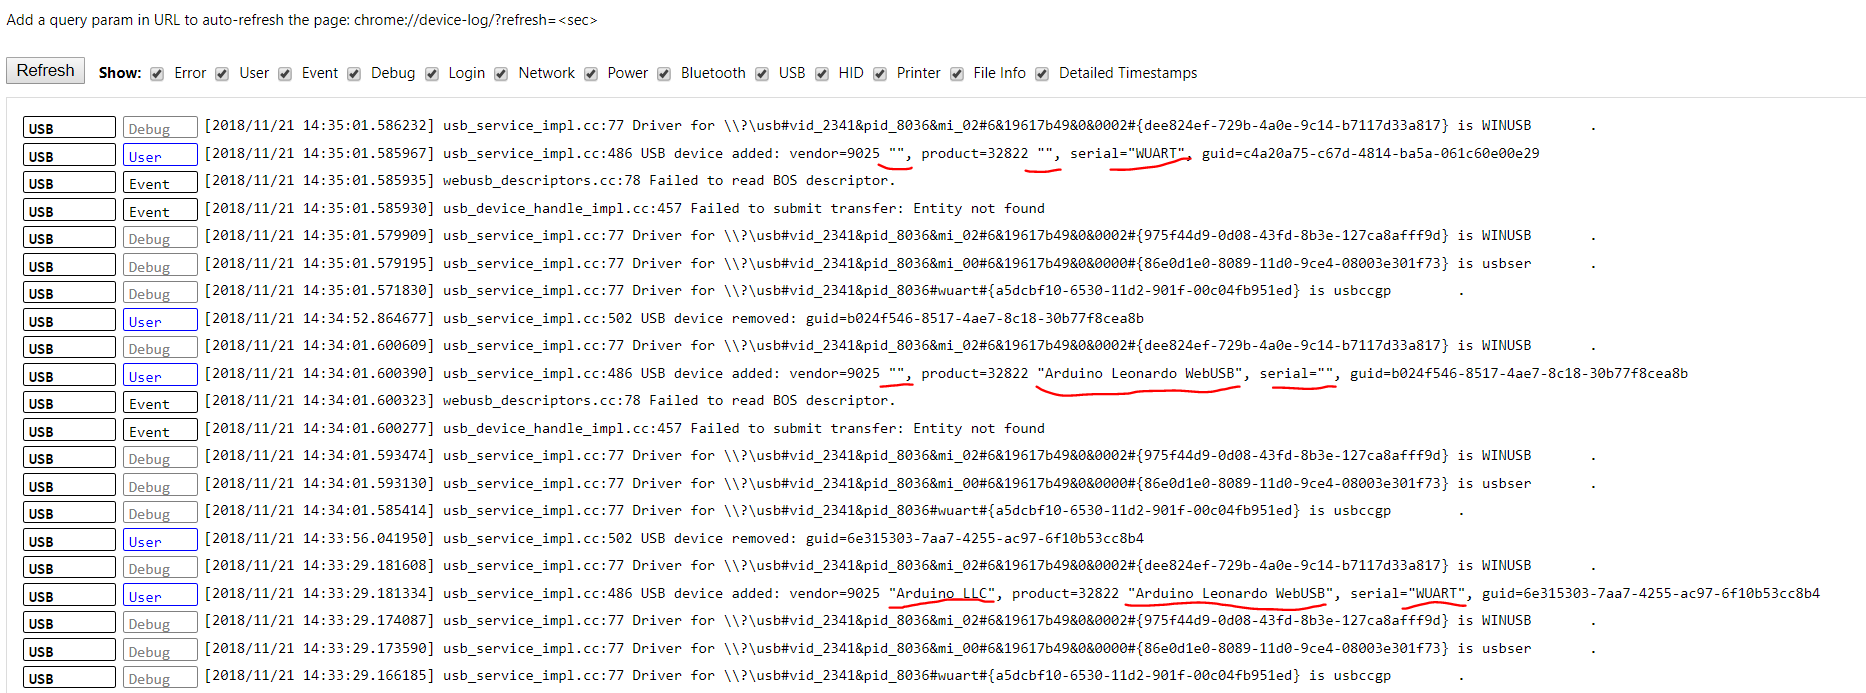 Add a query param in URL to auto-refresh the page: chrome://device-log/?refresh=<sec>
Refresh Show: Error User Event Debug Login Network Power Bluetooth USB HID Printer File Info Detailed Timestamps
USB Debug [2018/11/21 14:35:01.586232] usb_service_impl.cc:77 Driver for \\?\usb#vid_2341&pid_8036&mi_02#6&19617b49&0&0002#{dee824ef-729b-4a0e-9c14-b7117d33a817} is WINUSB .
USB User [2018/11/21 14:35:01.585967] usb_service_impl.cc:486 USB device added: vendor=9025 "", product=32822 "", serial="WUART", guid=c4a20a75-c67d-4814-ba5a-061c60e00e29
USB Event [2018/11/21 14:35:01.585935] webusb_descriptors.cc:78 Failed to read BOS descriptor.
USB Event [2018/11/21 14:35:01.585930] usb_device_handle_impl.cc:457 Failed to submit transfer: Entity not found
USB Debug [2018/11/21 14:35:01.579909] usb_service_impl.cc:77 Driver for \\?\usb#vid_2341&pid_8036&mi_02#6&19617b49&0&0002#{975f44d9-0d08-43fd-8b3e-127ca8afff9d} is WINUSB .
USB Debug [2018/11/21 14:35:01.579195] usb_service_impl.cc:77 Driver for \\?\usb#vid_2341&pid_8036&mi_00#6&19617b49&0&0000#{86e0d1e0-8089-11d0-9ce4-08003e301f73} is usbser .
USB Debug [2018/11/21 14:35:01.571830] usb_service_impl.cc:77 Driver for \\?\usb#vid_2341&pid_8036#wuart#{a5dcbf10-6530-11d2-901f-00c04fb951ed} is usbccgp .
USB User [2018/11/21 14:34:52.864677] usb_service_impl.cc:502 USB device removed: guid=b024f546-8517-4ae7-8c18-30b77f8cea8b
USB Debug [2018/11/21 14:34:01.600609] usb_service_impl.cc:77 Driver for \\?\usb#vid_2341&pid_8036&mi_02#6&19617b49&0&0002#{dee824ef-729b-4a0e-9c14-b7117d33a817} is WINUSB .
USB User [2018/11/21 14:34:01.600390] usb_service_impl.cc:486 USB device added: vendor=9025 "", product=32822 "Arduino Leonardo WebUSB", serial="", guid=b024f546-8517-4ae7-8c18-30b77f8cea8b
USB Event [2018/11/21 14:34:01.600323] webusb_descriptors.cc:78 Failed to read BOS descriptor.
USB Event [2018/11/21 14:34:01.600277] usb_device_handle_impl.cc:457 Failed to submit transfer: Entity not found
USB Debug [2018/11/21 14:34:01.593474] usb_service_impl.cc:77 Driver for \\?\usb#vid_2341&pid_8036&mi_02#6&19617b49&0&0002#{975f44d9-0d08-43fd-8b3e-127ca8afff9d} is WINUSB .
USB Debug [2018/11/21 14:34:01.593130] usb_service_impl.cc:77 Driver for \\?\usb#vid_2341&pid_8036&mi_00#6&19617b49&0&0000#{86e0d1e0-8089-11d0-9ce4-08003e301f73} is usbser .
USB Debug [2018/11/21 14:34:01.585414] usb_service_impl.cc:77 Driver for \\?\usb#vid_2341&pid_8036#wuart#{a5dcbf10-6530-11d2-901f-00c04fb951ed} is usbccgp .
USB User [2018/11/21 14:33:56.041950] usb_service_impl.cc:502 USB device removed: guid=6e315303-7aa7-4255-ac97-6f10b53cc8b4
USB Debug [2018/11/21 14:33:29.181608] usb_service_impl.cc:77 Driver for \\?\usb#vid_2341&pid_8036&mi_02#6&19617b49&0&0002#{dee824ef-729b-4a0e-9c14-b7117d33a817} is WINUSB .
USB User [2018/11/21 14:33:29.181334] usb_service_impl.cc:486 USB device added: vendor=9025 "Arduino LLC", product=32822 "Arduino Leonardo WebUSB", serial="WUART", guid=6e315303-7aa7-4255-ac97-6f10b53cc8b4
USB Debug [2018/11/21 14:33:29.174087] usb_service_impl.cc:77 Driver for \\?\usb#vid_2341&pid_8036&mi_02#6&19617b49&0&0002#{975f44d9-0d08-43fd-8b3e-127ca8afff9d} is WINUSB .
USB Debug [2018/11/21 14:33:29.173590] usb_service_impl.cc:77 Driver for \\?\usb#vid_2341&pid_8036&mi_00#6&19617b49&0&0000#{86e0d1e0-8089-11d0-9ce4-08003e301f73} is usbser .
USB Debug [2018/11/21 14:33:29.166185] usb_service_impl.cc:77 Driver for \\?\usb#vid_2341&pid_8036#wuart#{a5dcbf10-6530-11d2-901f-00c04fb951ed} is usbccgp .